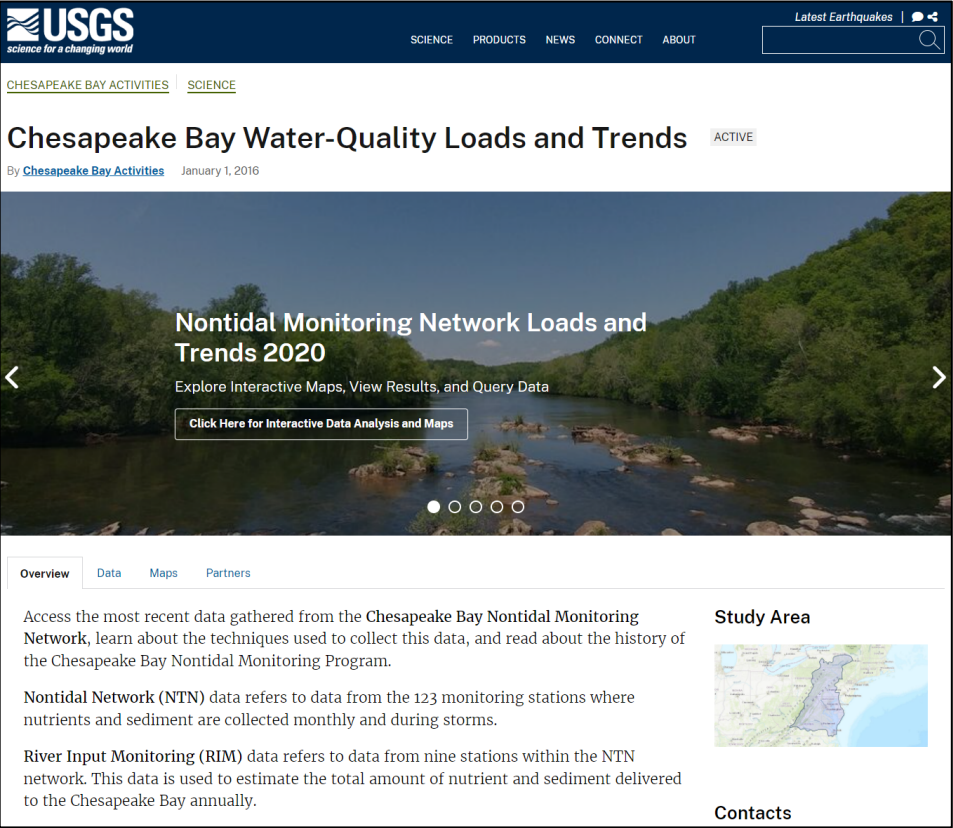 USGS
science for a changing world
Latest Earthquakes |
SCIENCE PRODUCTS NEWS CONNECT ABOUT
CHESAPEAKE BAY ACTIVITIES SCIENCE
Chesapeake Bay Water-Quality Loads and Trends ACTIVE
By Chesapeake Bay Activities January 1, 2016
Nontidal Monitoring Network Loads and
Trends 2020
Explore Interactive Maps, View Results, and Query Data
Click Here for Interactive Data Analysis and Maps
Overview Data Maps Partners
Access the most recent data gathered from the Chesapeake Bay Nontidal Monitoring
Network, learn about the techniques used to collect this data, and read about the history of
the Chesapeake Bay Nontidal Monitoring Program.
Nontidal Network (NTN) data refers to data from the 123 monitoring stations where
nutrients and sediment are collected monthly and during storms.
River Input Monitoring (RIM) data refers to data from nine stations within the NTN
network. This data is used to estimate the total amount of nutrient and sediment delivered
to the Chesapeake Bay annually.
Study Area
Contacts